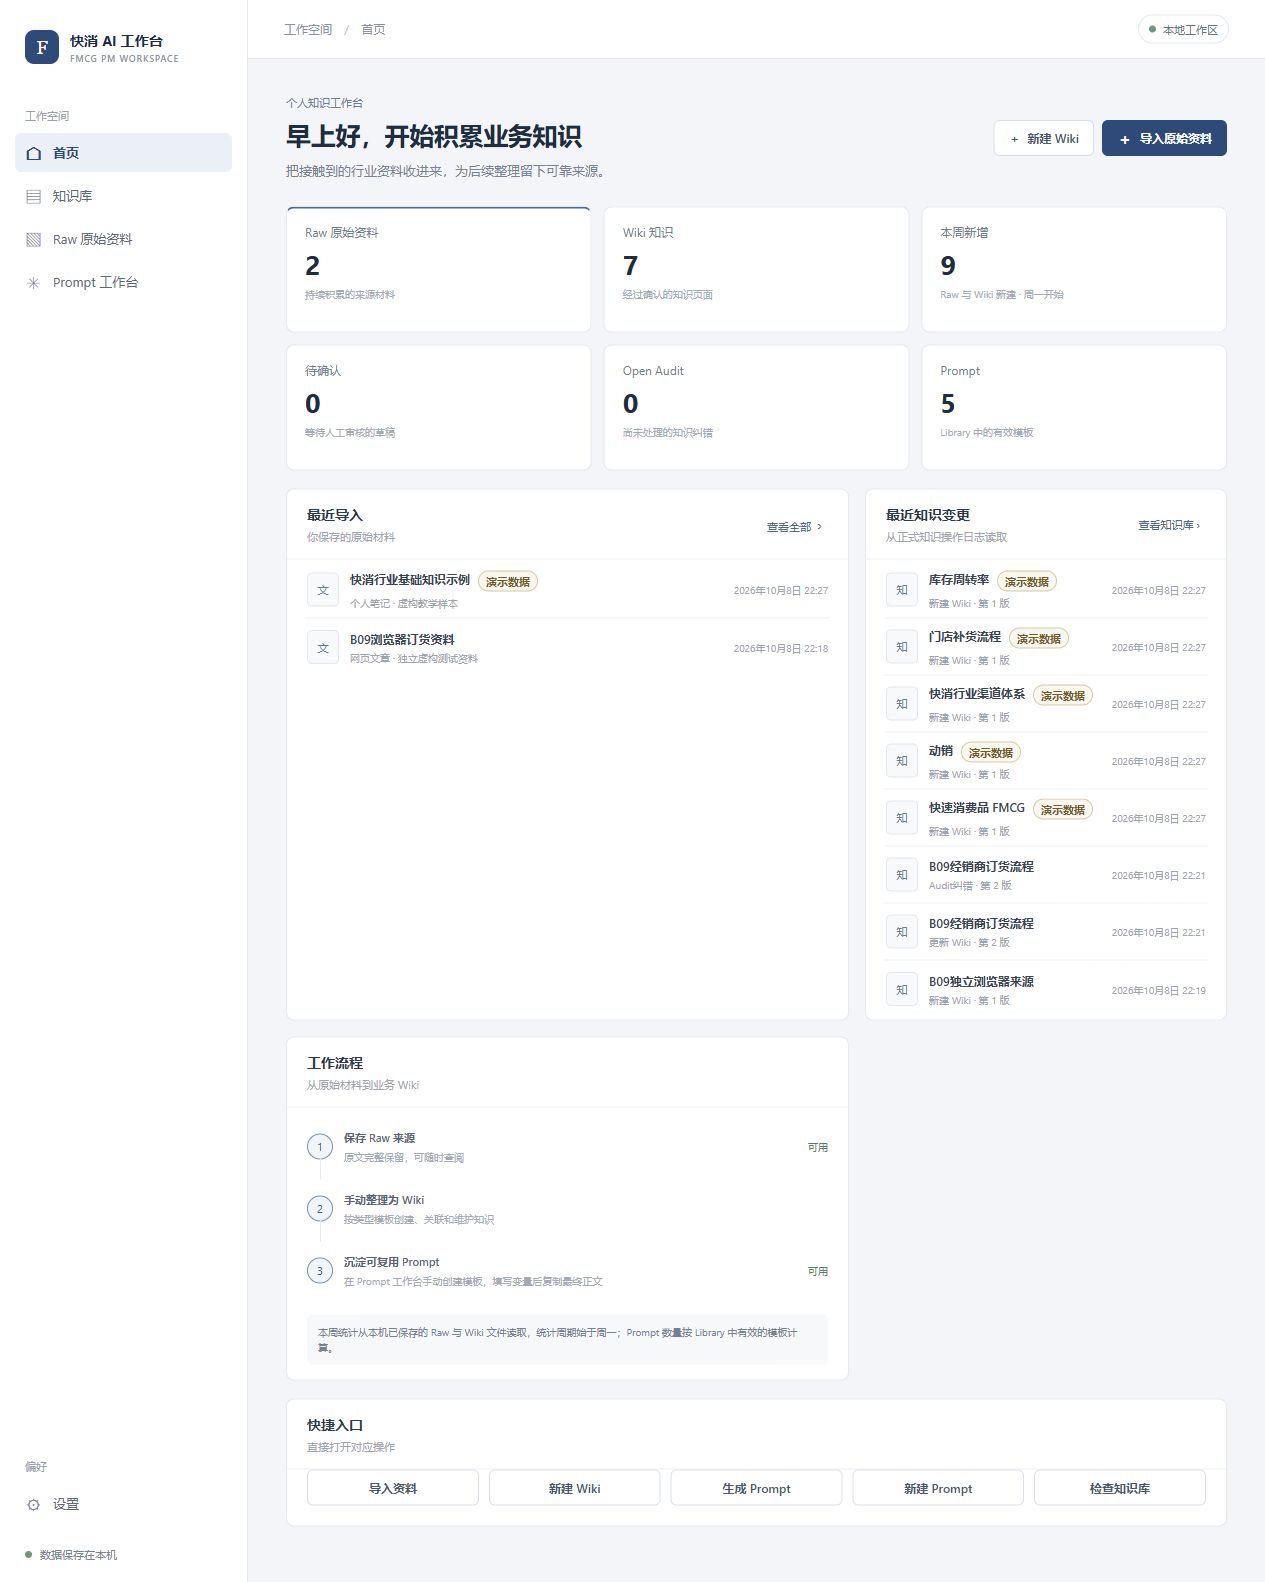 F
快消 AI 工作台
FMCG PM WORKSPACE
工作空间
首页
知识库
Raw 原始资料
Prompt 工作台
偏好
设置
数据保存在本机
工作空间 / 首页
本地工作区
个人知识工作台
早上好，开始积累业务知识
把接触到的行业资料收进来，为后续整理留下可靠来源。
+ 新建 Wiki
+ 导入原始资料
Raw 原始资料
2
持续积累的来源材料
Wiki 知识
7
经过确认的知识页面
本周新增
9
Raw 与 Wiki 新建 · 周一开始
待确认
0
等待人工审核的草稿
Open Audit
0
尚未处理的知识纠错
Prompt
5
Library 中的有效模板
最近导入
你保存的原始材料
查看全部 ›
文
快消行业基础知识示例 演示数据
个人笔记 · 虚构教学样本
2026年10月8日 22:27
文
B09浏览器订货资料
网页文章 · 独立虚构测试资料
2026年10月8日 22:18
最近知识变更
从正式知识操作日志读取
查看知识库 ›
知
库存周转率 演示数据
新建 Wiki · 第 1 版
2026年10月8日 22:27
知
门店补货流程 演示数据
新建 Wiki · 第 1 版
2026年10月8日 22:27
知
快消行业渠道体系 演示数据
新建 Wiki · 第 1 版
2026年10月8日 22:27
知
动销 演示数据
新建 Wiki · 第 1 版
2026年10月8日 22:27
知
快速消费品 FMCG 演示数据
新建 Wiki · 第 1 版
2026年10月8日 22:27
知
B09经销商订货流程
Audit纠错 · 第 2 版
2026年10月8日 22:21
知
B09经销商订货流程
更新 Wiki · 第 2 版
2026年10月8日 22:21
知
B09独立浏览器来源
新建 Wiki · 第 1 版
2026年10月8日 22:19
工作流程
从原始材料到业务 Wiki
1
保存 Raw 来源
原文完整保留，可随时查阅
可用
2
手动整理为 Wiki
按类型模板创建、关联和维护知识
3
沉淀可复用 Prompt
在 Prompt 工作台手动创建模板，填写变量后复制最终正文
可用
本周统计从本机已保存的 Raw 与 Wiki 文件读取，统计周期始于周一；Prompt 数量按 Library 中有效的模板计
算。
快捷入口
直接打开对应操作
导入资料
新建 Wiki
生成 Prompt
新建 Prompt
检查知识库